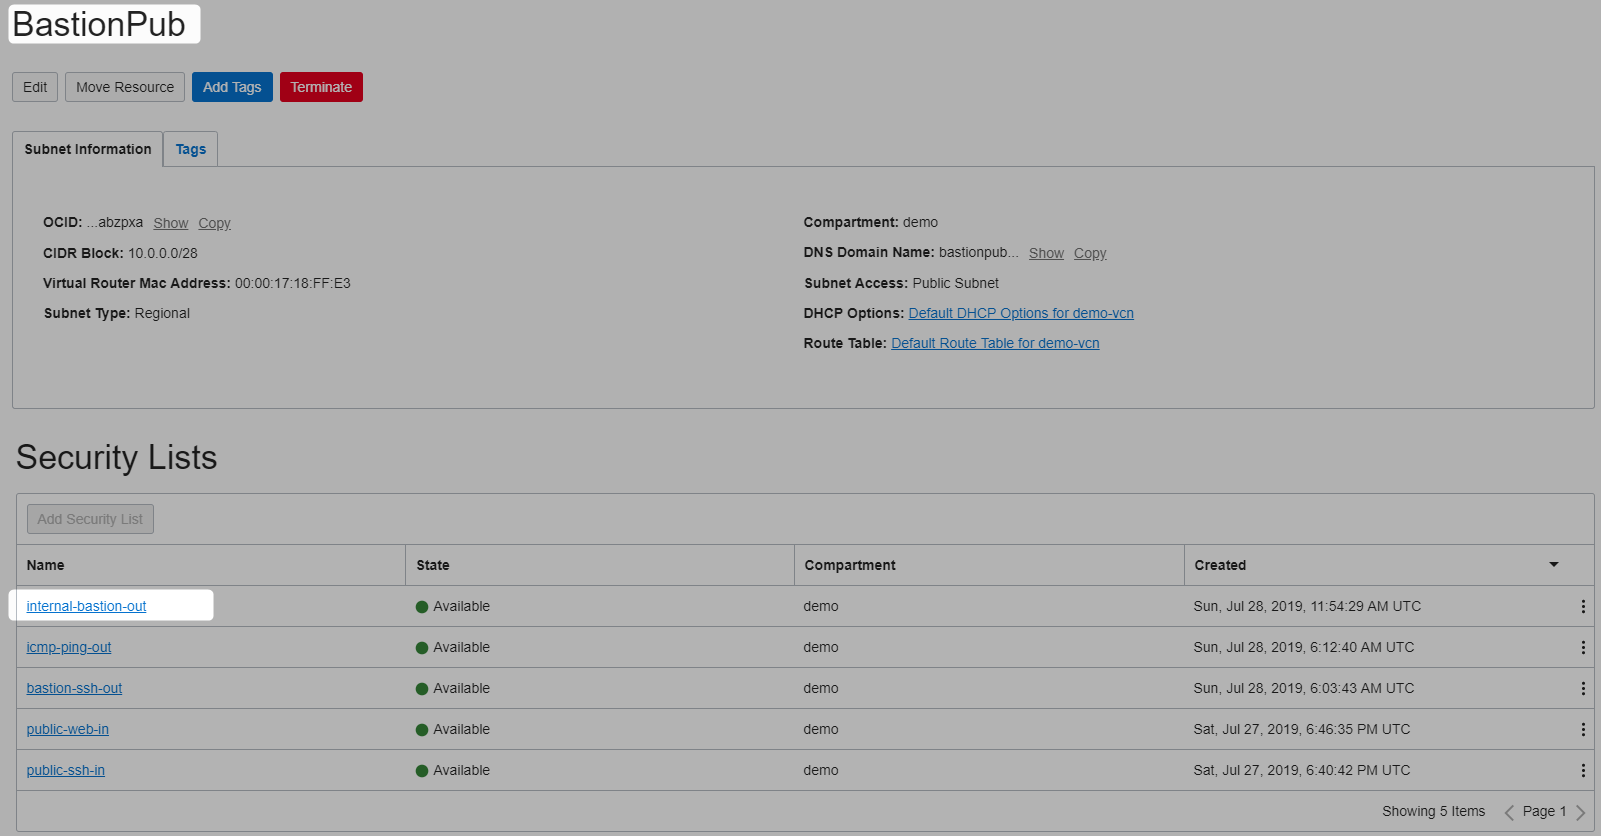 BastionPub
Edit Move Resource Add Tags Terminate
Subnet Information Tags
OCID: ...abzpxa Show Copy
CIDR Block: 10.0.0.0/28
Virtual Router Mac Address: 00:00:17:18:FF:E3
Subnet Type: Regional
Compartment: demo
DNS Domain Name: bastionpub... Show Copy
Subnet Access: Public Subnet
DHCP Options: Default DHCP Options for demo-vcn
Route Table: Default Route Table for demo-vcn
Security Lists
Add Security List
Name State Compartment Created
internal-bastion-out Available demo Sun, Jul 28, 2019, 11:54:29 AM UTC
icmp-ping-out Available demo Sun, Jul 28, 2019, 6:12:40 AM UTC
bastion-ssh-out Available demo Sun, Jul 28, 2019, 6:03:43 AM UTC
public-web-in Available demo Sat, Jul 27, 2019, 6:46:35 PM UTC
public-ssh-in Available demo Sat, Jul 27, 2019, 6:40:42 PM UTC
Showing 5 Items Page 1